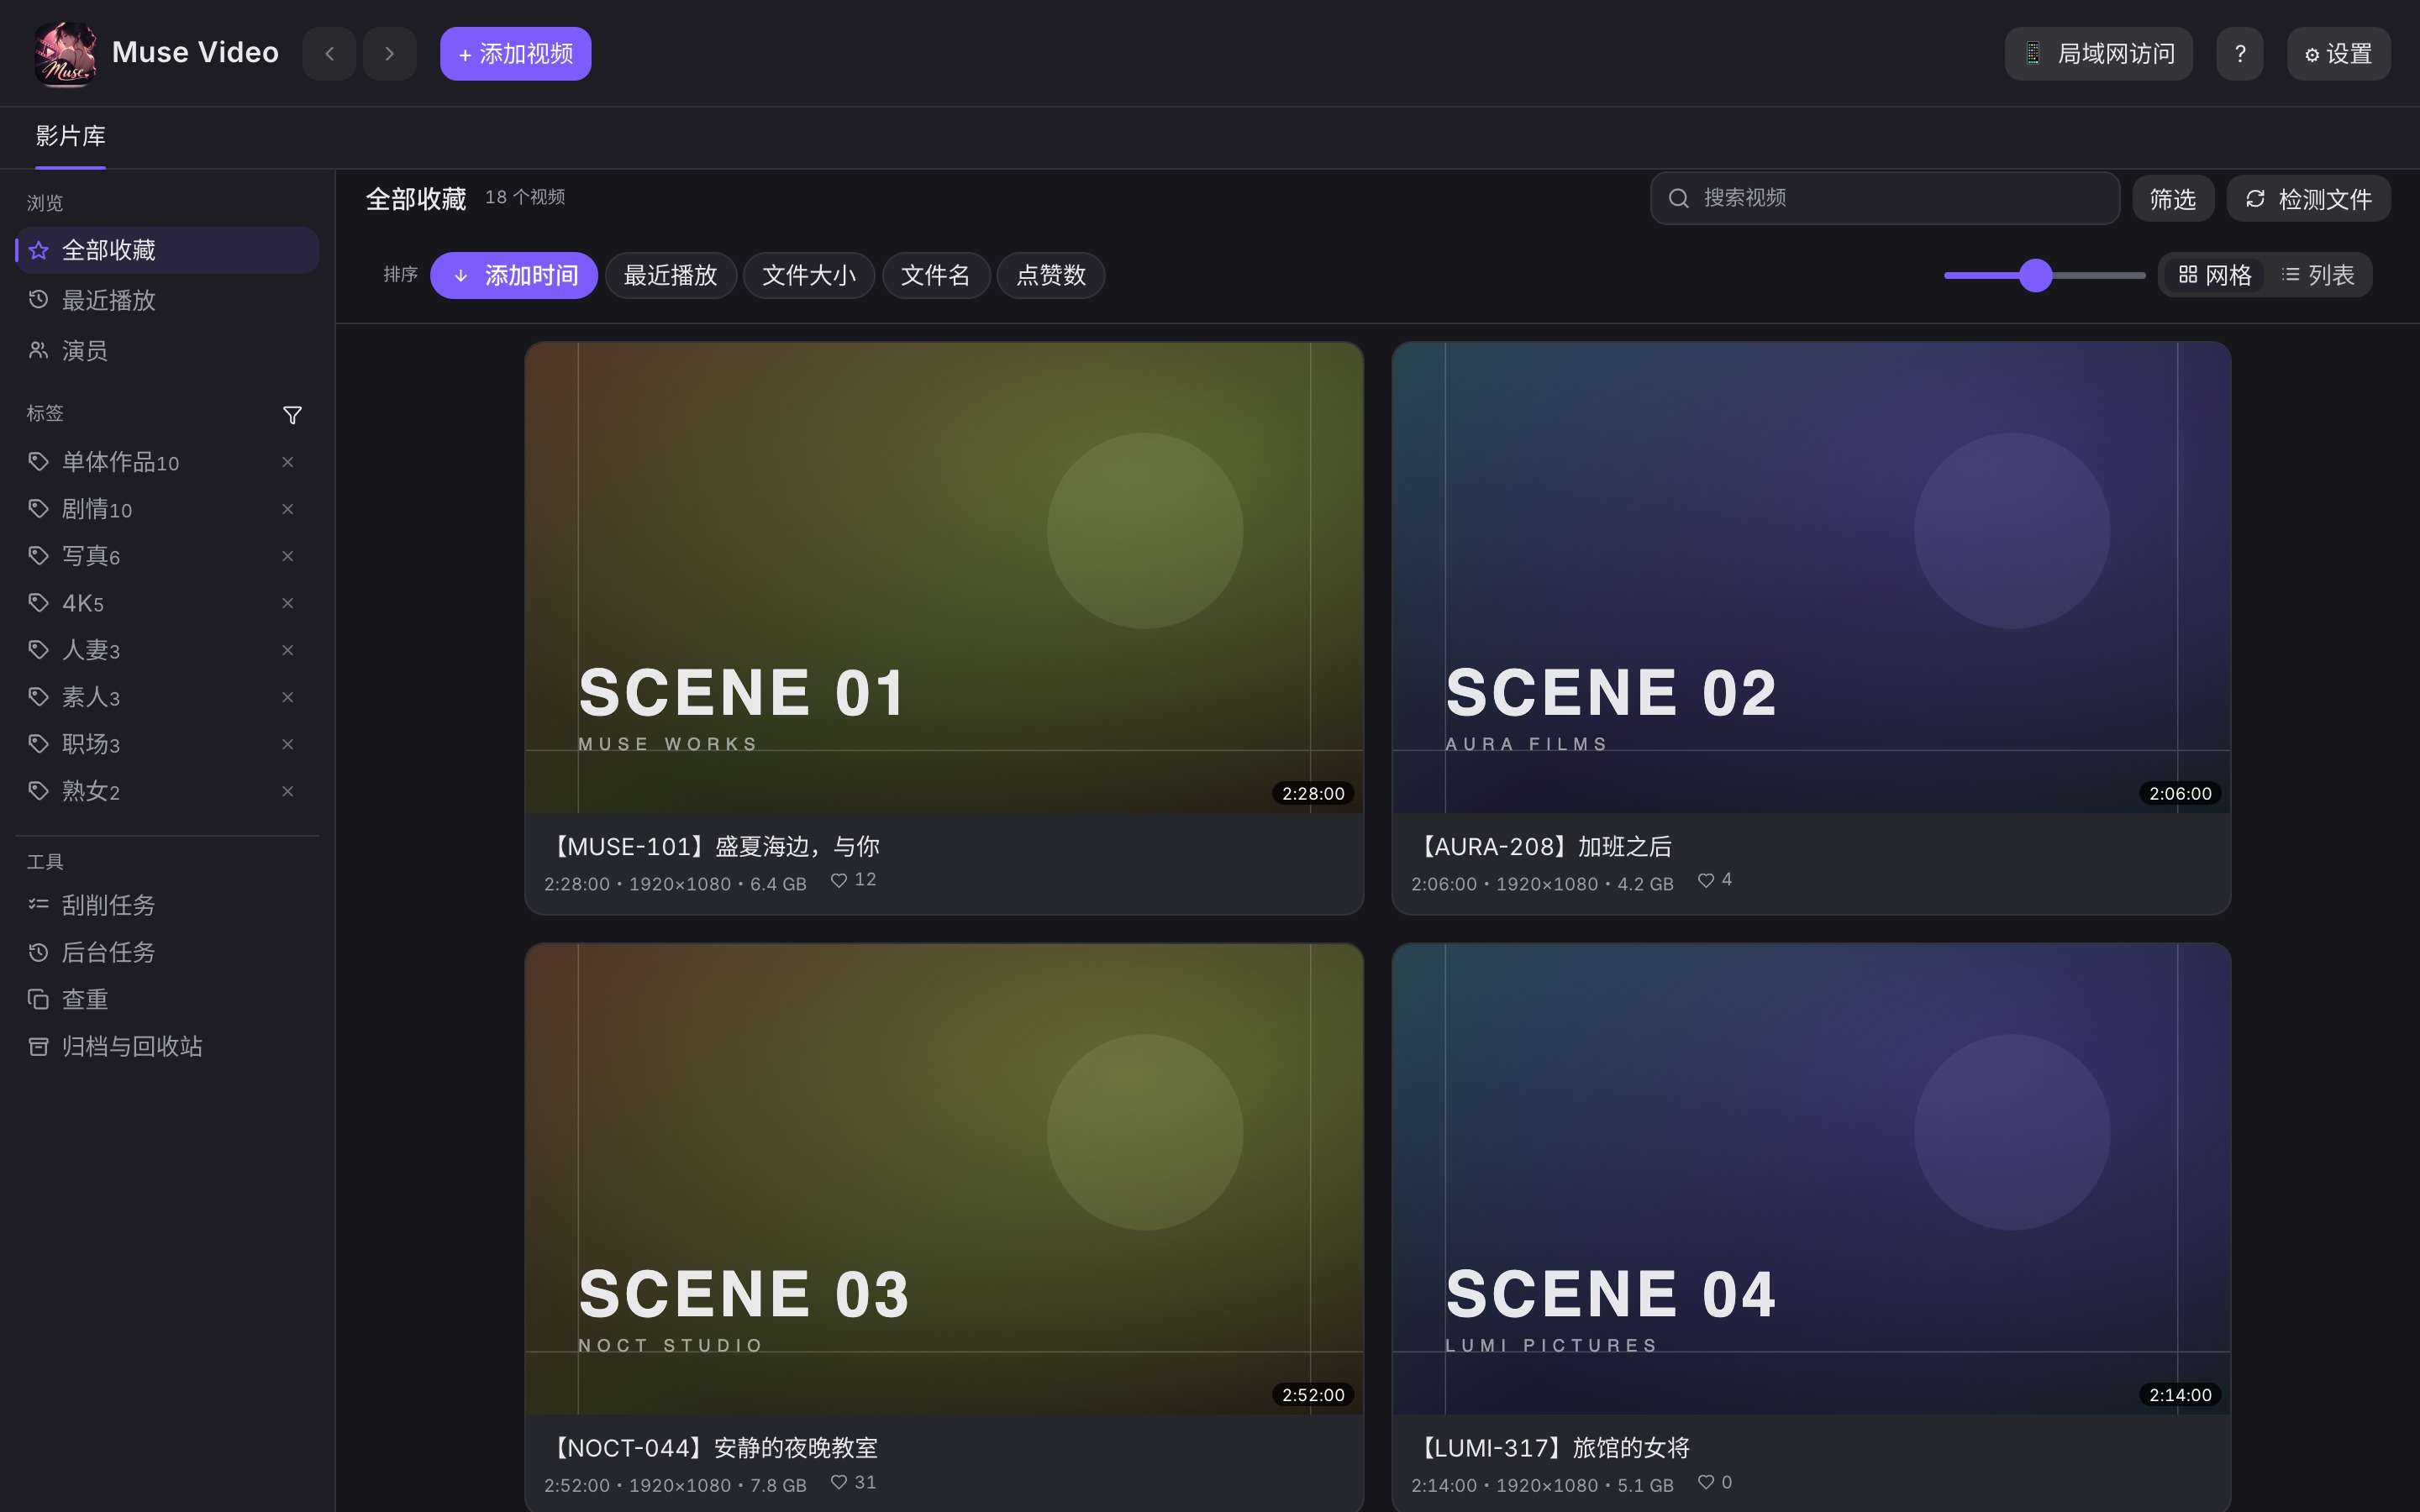 Muse
Muse Video
+ 添加视频
局域网访问
?
设置
影片库
浏览
全部收藏
最近播放
演员
标签
单体作品10
剧情10
写真6
4K5
人妻3
素人3
职场3
熟女2
工具
刮削任务
后台任务
查重
归档与回收站
全部收藏 18 个视频
搜索视频
筛选
检测文件
排序
添加时间
最近播放
文件大小
文件名
点赞数
网格
列表
SCENE 01
MUSE WORKS
2:28:00
【MUSE-101】盛夏海边，与你
2:28:00 • 1920×1080 • 6.4 GB 12
SCENE 02
AURA FILMS
2:06:00
【AURA-208】加班之后
2:06:00 • 1920×1080 • 4.2 GB 4
SCENE 03
NOCT STUDIO
2:52:00
【NOCT-044】安静的夜晚教室
2:52:00 • 1920×1080 • 7.8 GB 31
SCENE 04
LUMI PICTURES
2:14:00
【LUMI-317】旅馆的女将
2:14:00 • 1920×1080 • 5.1 GB 0